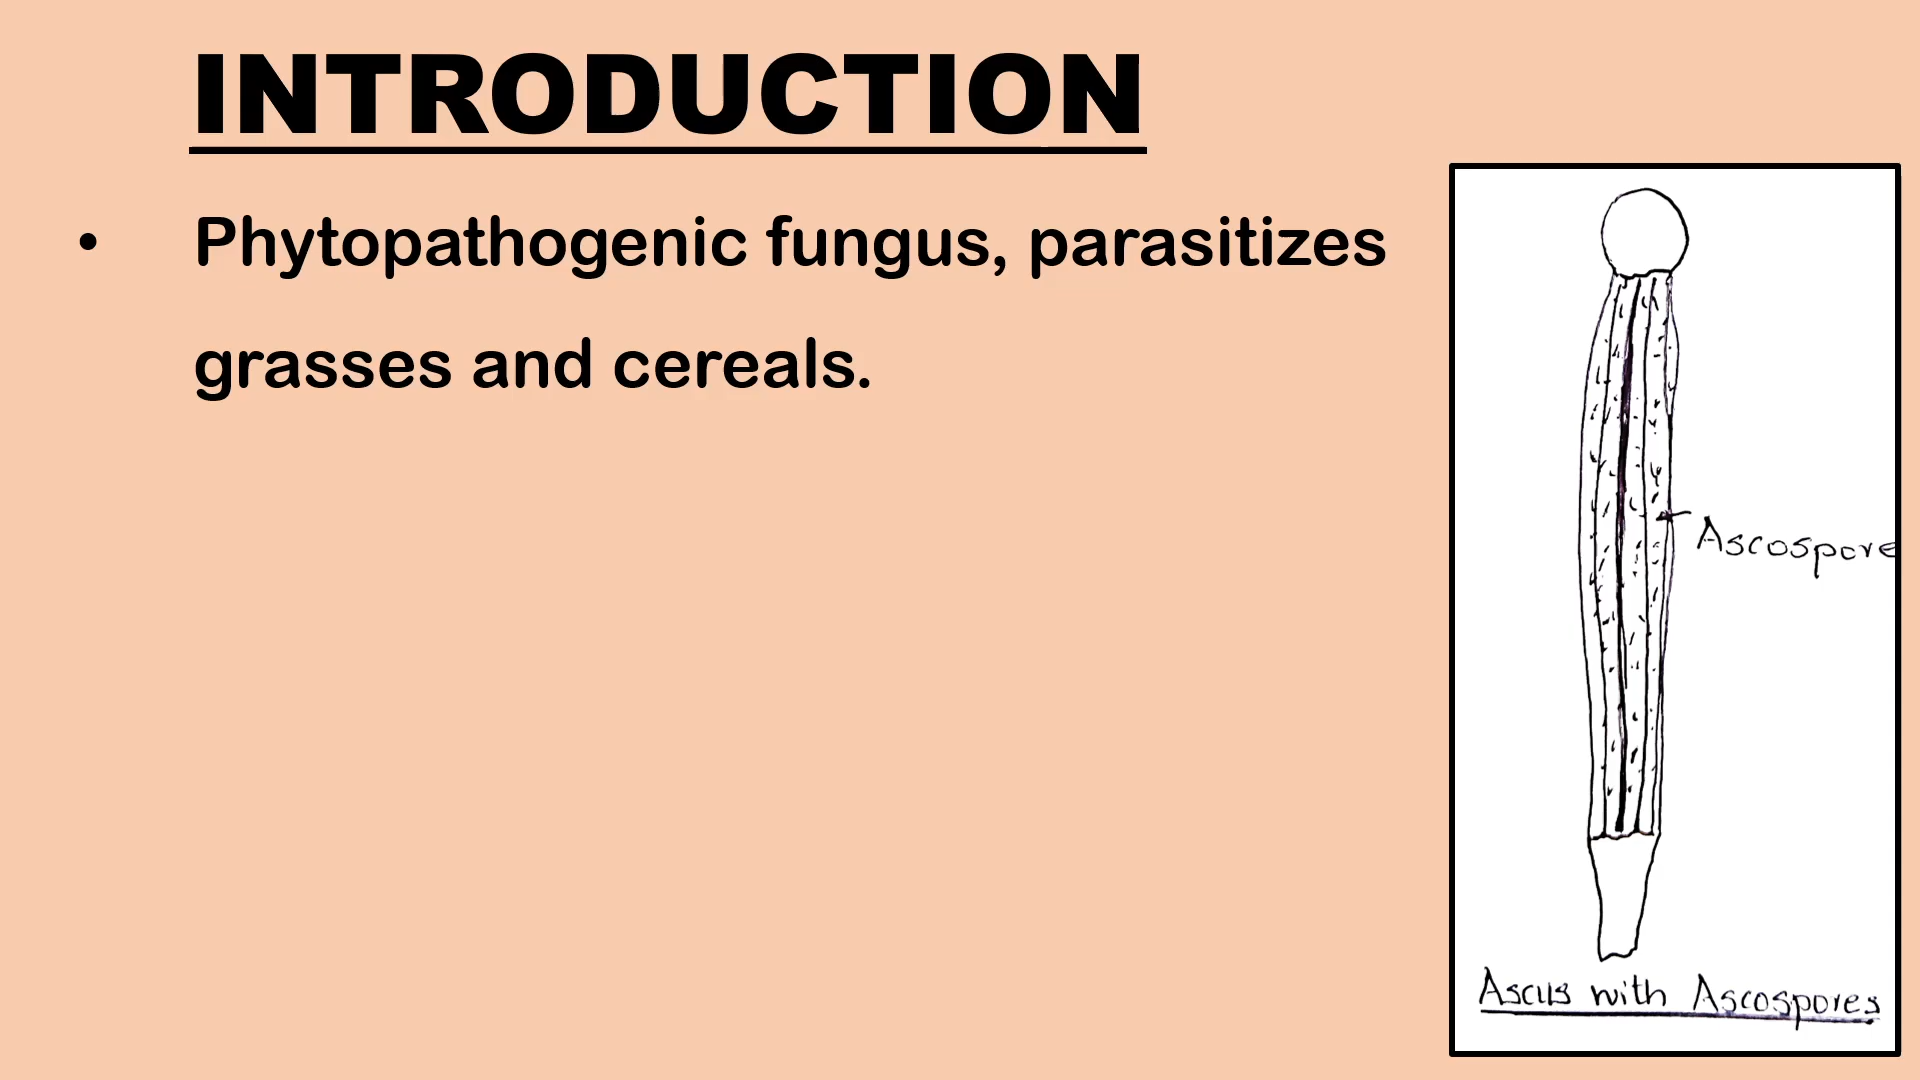 INTRODUCTION
• Phytopathogenic fungus, parasitizes
grasses and cereals.
Ascospore
Ascus with Ascospores